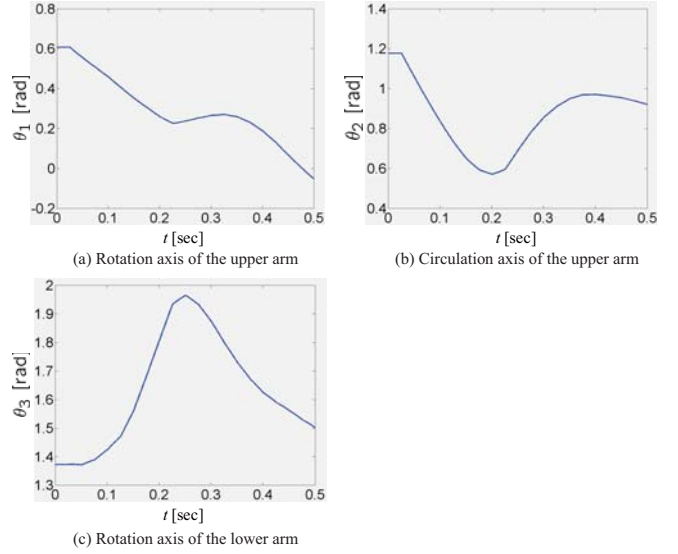 0.8
0.6
0.4
0.2
0
-0.2
θ1 [rad]
0 0.1 0.2 0.3 0.4 0.5
t [sec]
(a) Rotation axis of the upper arm
1.4
1.2
1
0.8
0.6
0.4
θ2 [rad]
0 0.1 0.2 0.3 0.4 0.5
t [sec]
(b) Circulation axis of the upper arm
2
1.9
1.8
1.7
1.6
1.5
1.4
1.3
θ3 [rad]
0 0.1 0.2 0.3 0.4 0.5
t [sec]
(c) Rotation axis of the lower arm